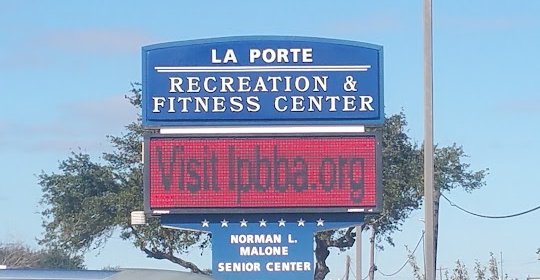 LA PORTE
RECREATION &
FITNESS CENTER
Visit lpbba.org
NORMAN L.
MALONE
SENIOR CENTER